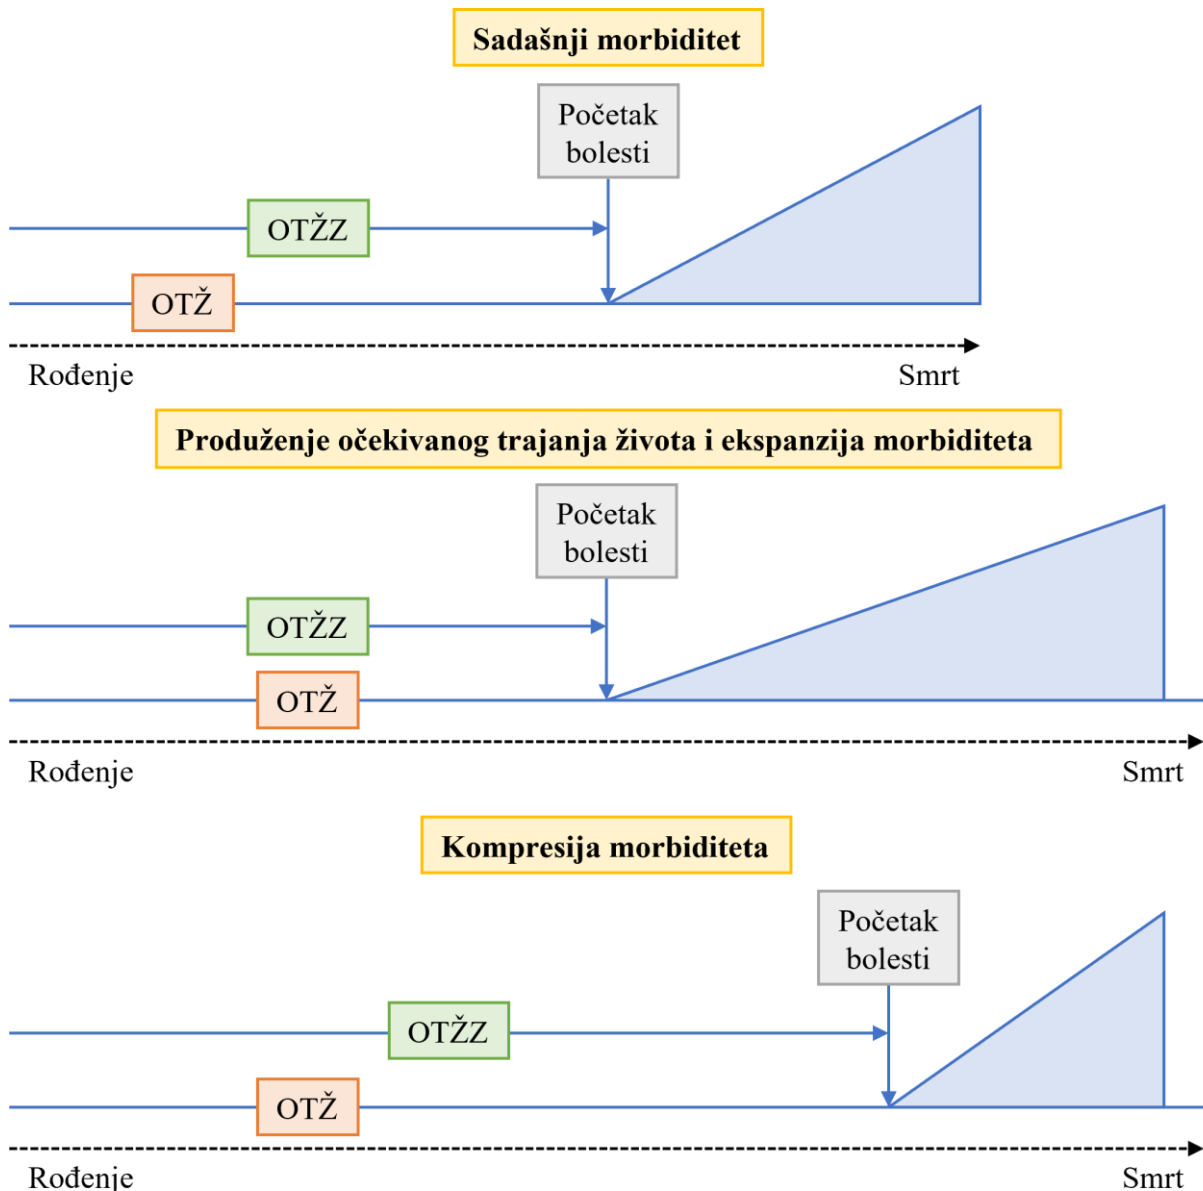 Sadašnji morbiditet
Početak
bolesti
OTŽZ
OTŽ
Rođenje
Smrt
Produženje očekivanog trajanja života i ekspanzija morbiditeta
Početak
bolesti
OTŽZ
OTŽ
Rođenje
Smrt
Kompresija morbiditeta
Početak
bolesti
OTŽZ
OTŽ
Rođenje
Smrt